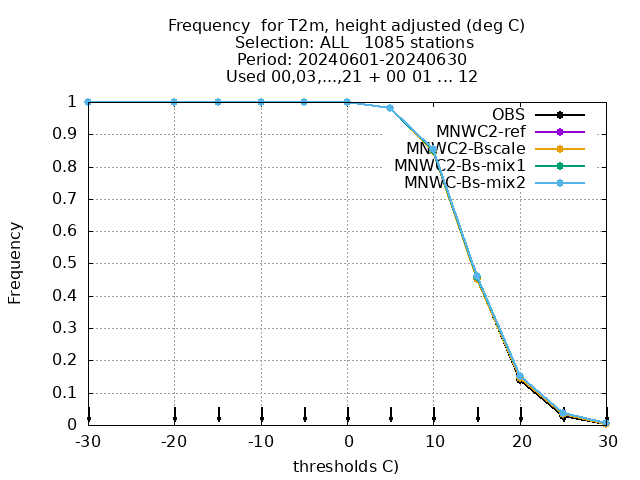 Frequency  for T2m, height adjusted (deg C)
Selection: ALL   1085 stations
Period: 20240601-20240630
Used 00,03,...,21 + 00 01 ... 12
OBS
MNWC2-ref
MNWC2-Bscale
MNWC2-Bs-mix1
MNWC-Bs-mix2
Frequency
1
0.9
0.8
0.7
0.6
0.5
0.4
0.3
0.2
0.1
0
-30 -20 -10 0 10 20 30
thresholds C)